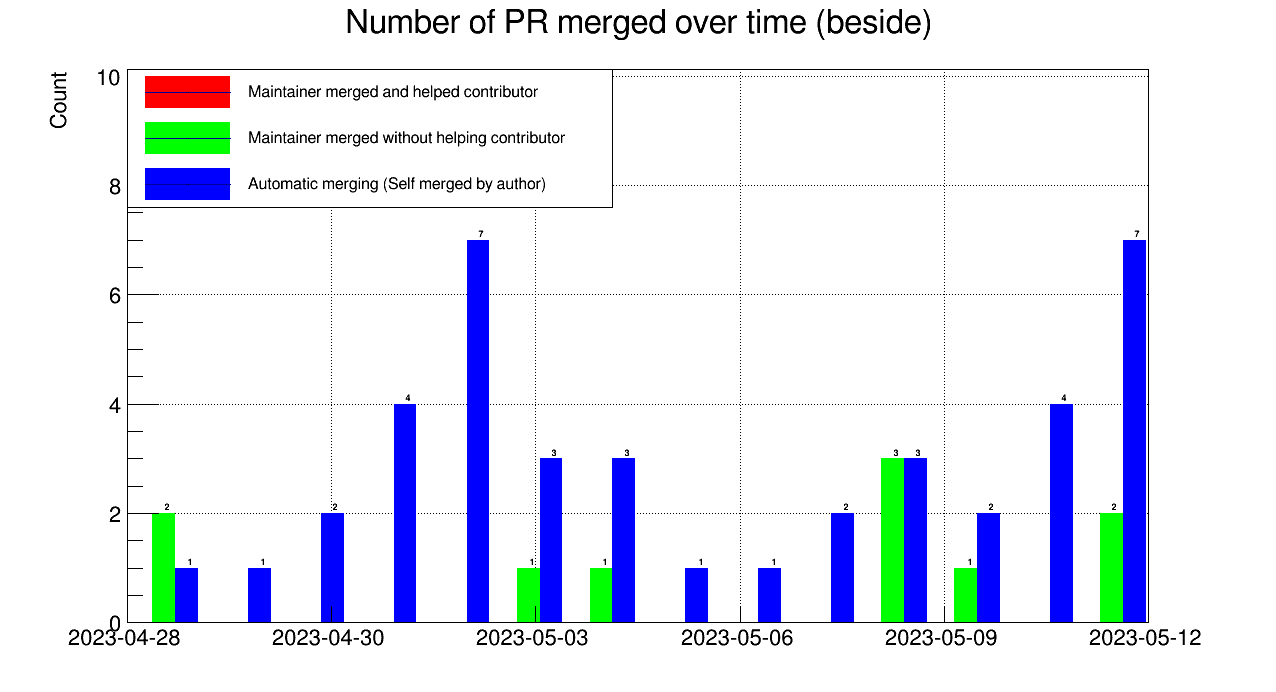 Number of PR merged over time (beside)
Count
10
8
6
4
2
0
Maintainer merged and helped contributor
Maintainer merged without helping contributor
Automatic merging (Self merged by author)
2 1 1 2 4 7 1 3 1 3 1 1 2 3 3 1 2 4 2 7
2023-04-28 2023-04-30 2023-05-03 2023-05-06 2023-05-09 2023-05-12